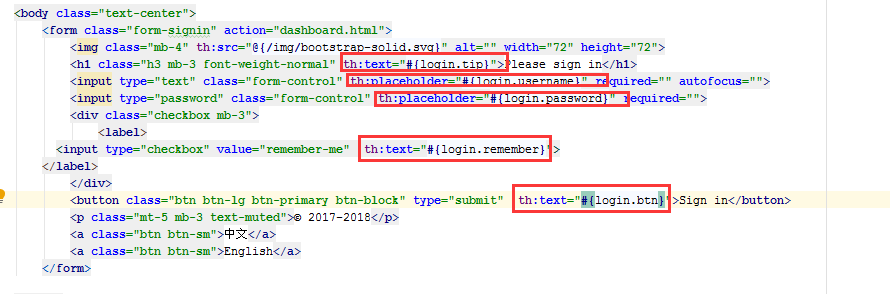 <body class="text-center">
<form class="form-signin" action="dashboard.html">
<img class="mb-4" th:src="@{/img/bootstrap-solid.svg}" alt="" width="72" height="72">
<h1 class="h3 mb-3 font-weight-normal" th:text="#{login.tip}">Please sign in</h1>
<input type="text" class="form-control" th:placeholder="#{login.username}" required="" autofocus="">
<input type="password" class="form-control" th:placeholder="#{login.password}" required="">
<div class="checkbox mb-3">
<label>
<input type="checkbox" value="remember-me" th:text="#{login.remember}">
</label>
</div>
<button class="btn btn-lg btn-primary btn-block" type="submit" th:text="#{login.btn}">Sign in</button>
<p class="mt-5 mb-3 text-muted">© 2017-2018</p>
<a class="btn btn-sm">中文</a>
<a class="btn btn-sm">English</a>
</form>